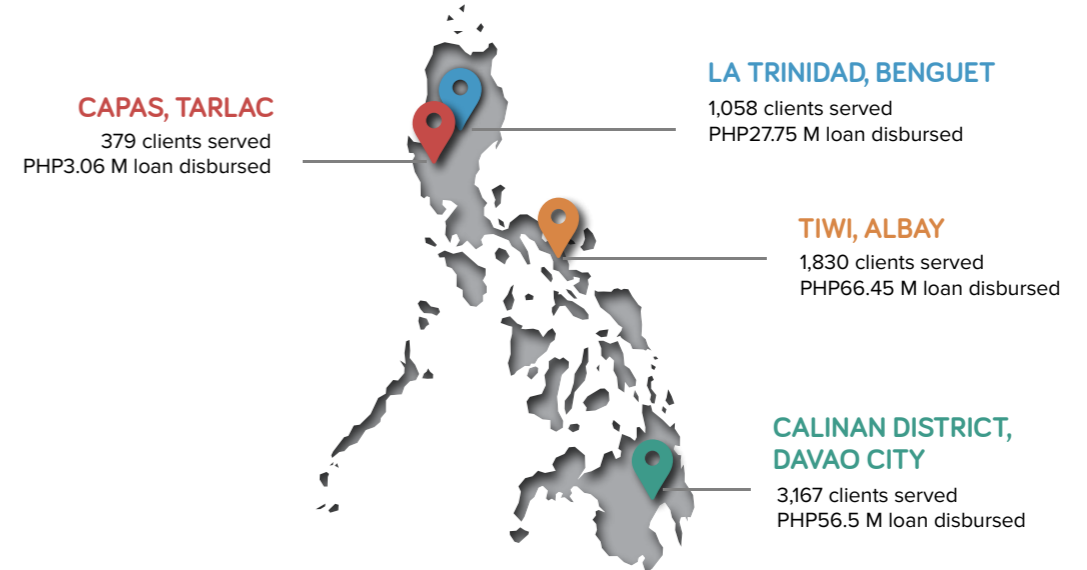 CAPAS, TARLAC
379 clients served
PHP3.06 M loan disbursed
LA TRINIDAD, BENGUET
1,058 clients served
PHP27.75 M loan disbursed
TIWI, ALBAY
1,830 clients served
PHP66.45 M loan disbursed
CALINAN DISTRICT,
DAVAO CITY
3,167 clients served
PHP56.5 M loan disbursed